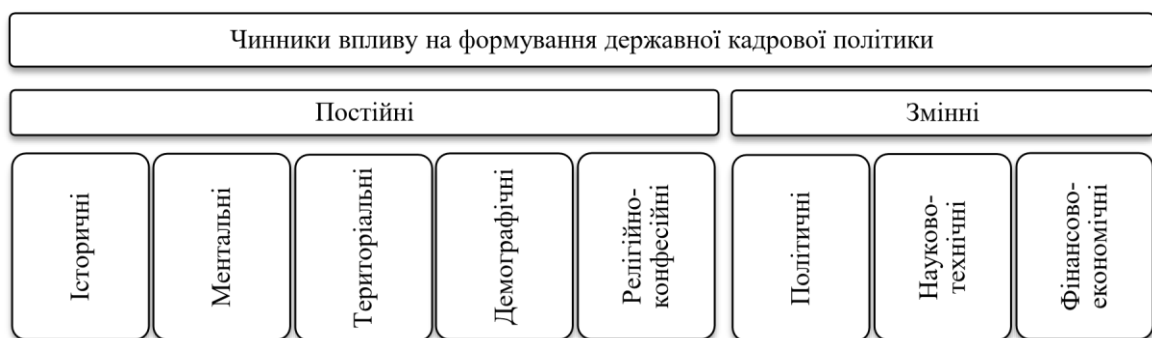 Чинники впливу на формування державної кадрової політики
Постійні
Змінні
Історичні
Ментальні
Територіальні
Демографічні
Релігійно-
конфесійні
Політичні
Науково-
технічні
Фінансово-
економічні